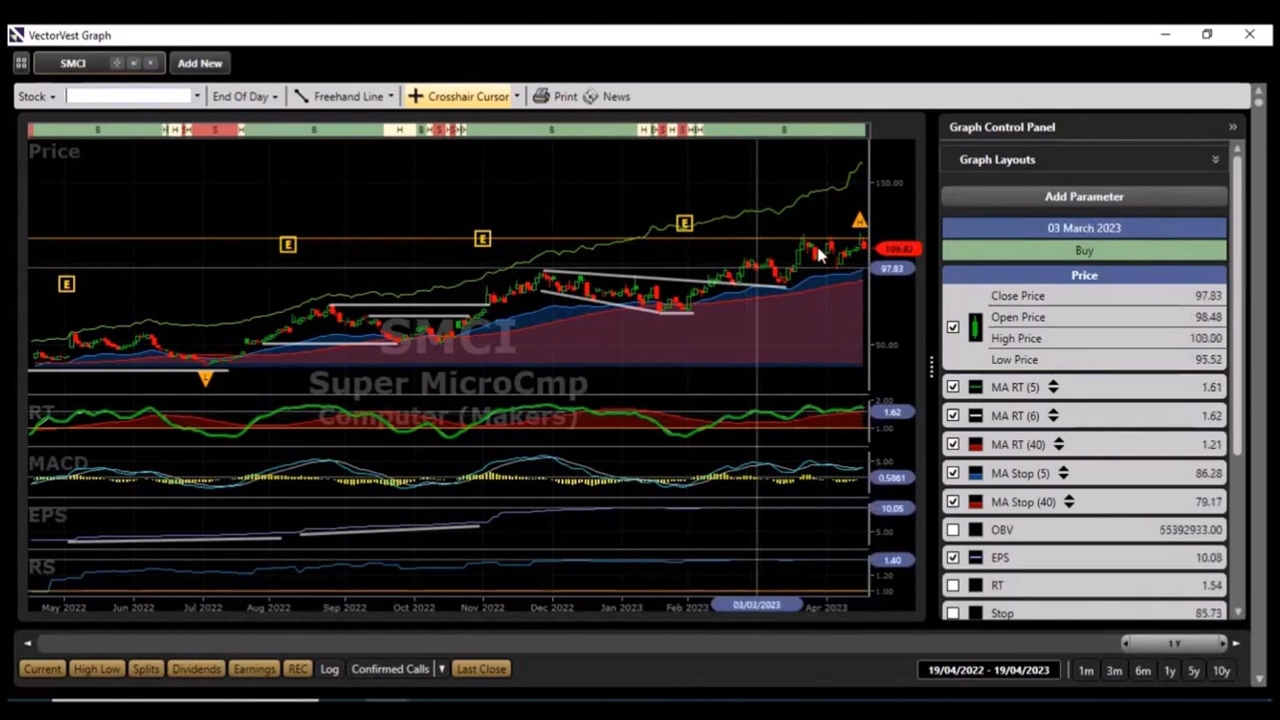 VectorVest Graph
SMCI
Add New
Stock
End Of Day
Freehand Line
Crosshair Cursor
Print
News
B H H S H S H B H B H S H S H H B H E H S H S H H B
Price
E E E E H
L
150.00
109.82
97.83
50.00
SMCI
Super MicroCmp
Computer (Makers)
RT
2.00
1.62
1.00
MACD
5.00
0.5861
EPS
10.05
5.00
RS
1.40
1.20
1.00
May 2022 Jun 2022 Jul 2022 Aug 2022 Sep 2022 Oct 2022 Nov 2022 Dec 2022 Jan 2023 Feb 2023 03/03/2023 Apr 2023
Graph Control Panel
Graph Layouts
Add Parameter
03 March 2023
Buy
Price
Close Price 97.83
Open Price 98.48
High Price 100.00
Low Price 95.52
MA RT (5) 1.61
MA RT (6) 1.62
MA RT (40) 1.21
MA Stop (5) 86.28
MA Stop (40) 79.17
OBV 55392933.00
EPS 10.08
RT 1.54
Stop 85.73
1Y
Current High Low Splits Dividends Earnings REC Log Confirmed Calls Last Close
19/04/2022 - 19/04/2023 1m 3m 6m 1y 5y 10y